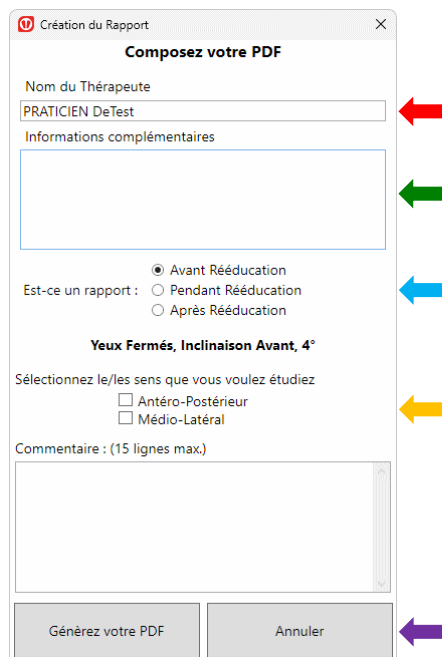 Création du Rapport
Composez votre PDF
Nom du Thérapeute
PRATICIEN DeTest
Informations complémentaires
Avant Rééducation
Est-ce un rapport : Pendant Rééducation
Après Rééducation
Yeux Fermés, Inclinaison Avant, 4°
Sélectionnez le/les sens que vous voulez étudiez
Antéro-Postérieur
Médio-Latéral
Commentaire : (15 lignes max.)
Génèrez votre PDF Annuler